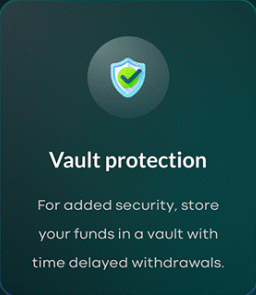 Vault protection
For added security, store
your funds in a vault with
time delayed withdrawals.